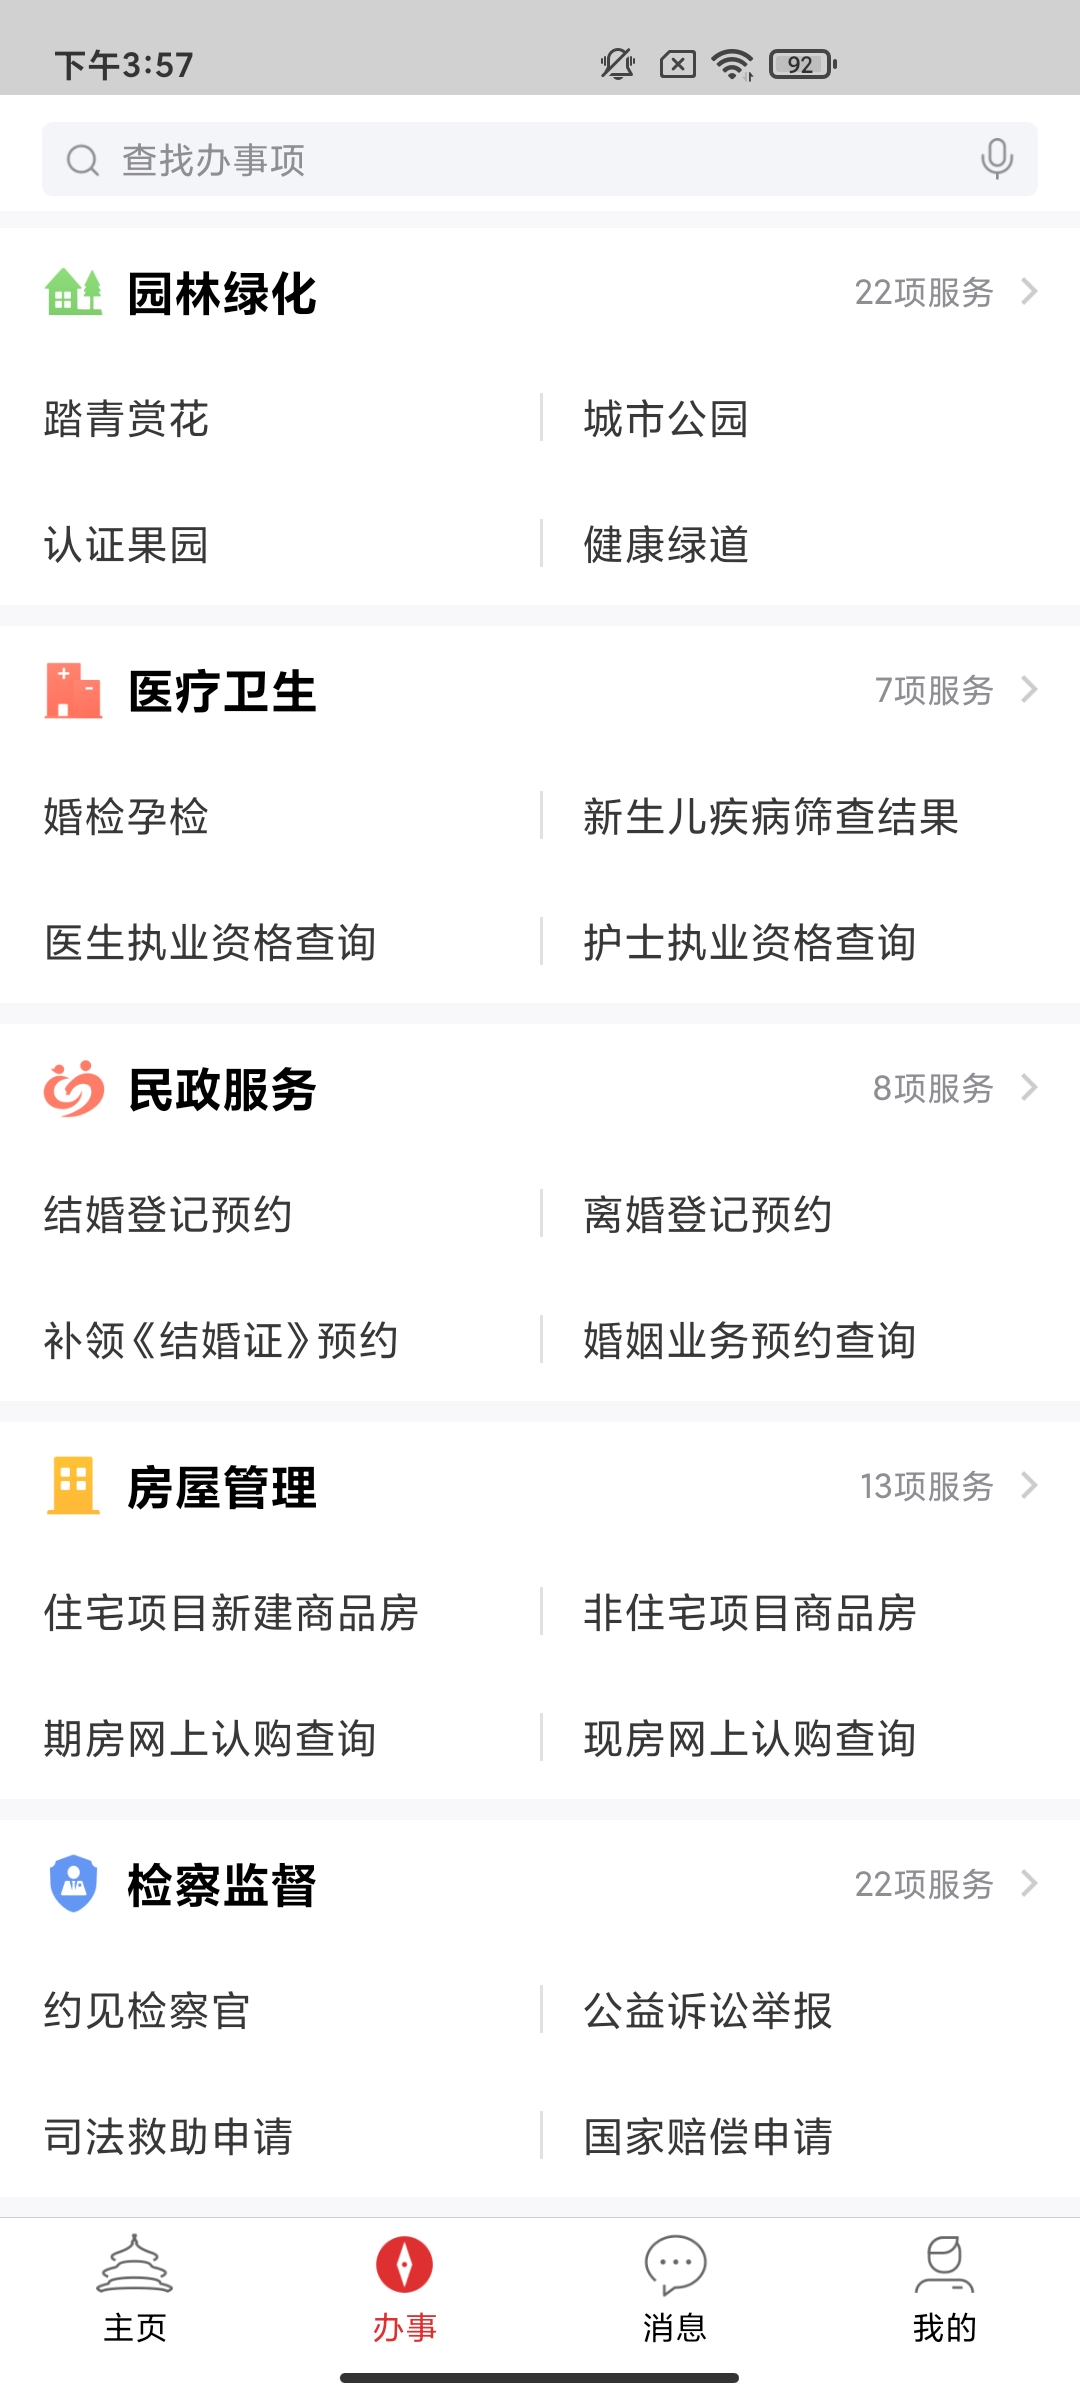 下午3:57
92
查找办事项
园林绿化 22项服务
踏青赏花 城市公园
认证果园 健康绿道
医疗卫生 7项服务
婚检孕检 新生儿疾病筛查结果
医生执业资格查询 护士执业资格查询
民政服务 8项服务
结婚登记预约 离婚登记预约
补领《结婚证》预约 婚姻业务预约查询
房屋管理 13项服务
住宅项目新建商品房 非住宅项目商品房
期房网上认购查询 现房网上认购查询
检察监督 22项服务
约见检察官 公益诉讼举报
司法救助申请 国家赔偿申请
主页 办事 消息 我的